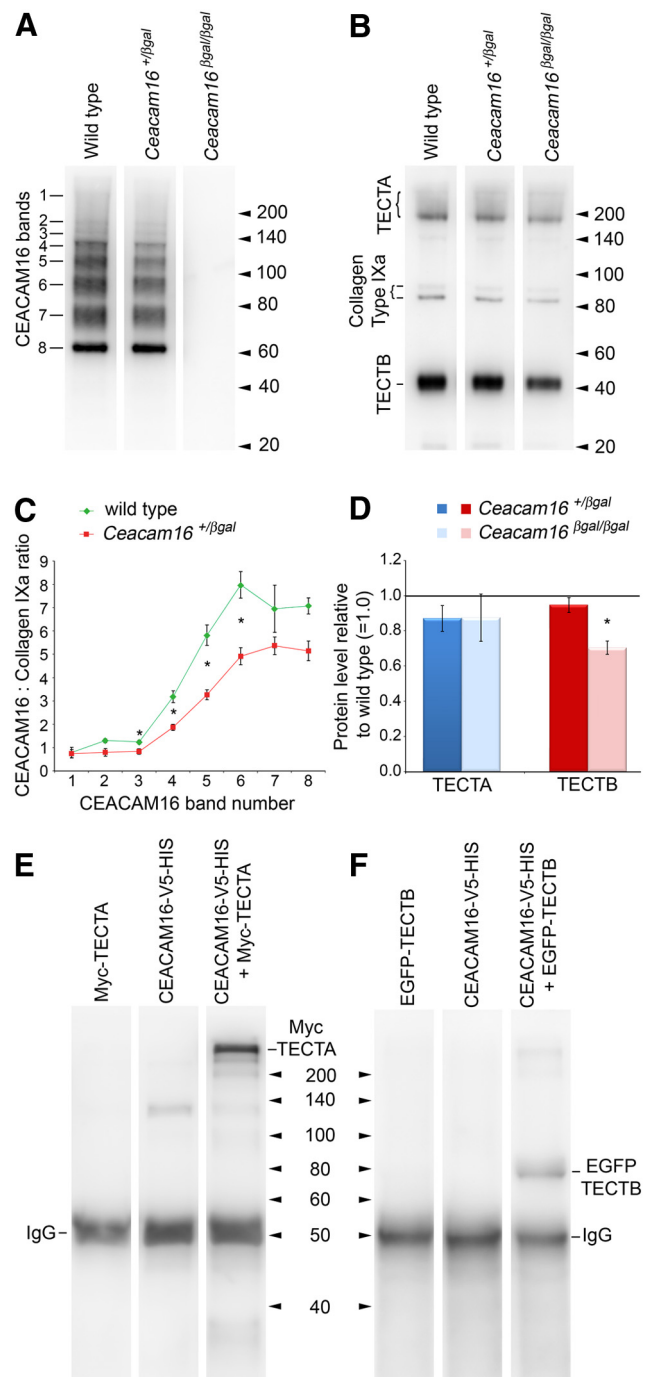 A
Wild type
Ceacam16 +/βgal
Ceacam16 βgal/βgal
CEACAM16 bands
1
2
3
4
5
6
7
8
200
140
100
80
60
40
20
B
Wild type
Ceacam16 +/βgal
Ceacam16 βgal/βgal
TECTA
Collagen
Type IXa
TECTB
200
140
100
80
60
40
20
C
wild type
Ceacam16 +/βgal
CEACAM16 : Collagen IXa ratio
9
8
7
6
5
4
3
2
1
0
* * * *
1 2 3 4 5 6 7 8
CEACAM16 band number
D
Ceacam16 +/βgal
Ceacam16 βgal/βgal
Protein level relative
to wild type (=1.0)
1.2
1.0
0.8
0.6
0.4
0.2
0.0
*
TECTA TECTB
E
Myc-TECTA
CEACAM16-V5-HIS
CEACAM16-V5-HIS
+ Myc-TECTA
Myc
TECTA
IgG
200
140
100
80
60
50
40
F
EGFP-TECTB
CEACAM16-V5-HIS
CEACAM16-V5-HIS
+ EGFP-TECTB
EGFP
TECTB
IgG